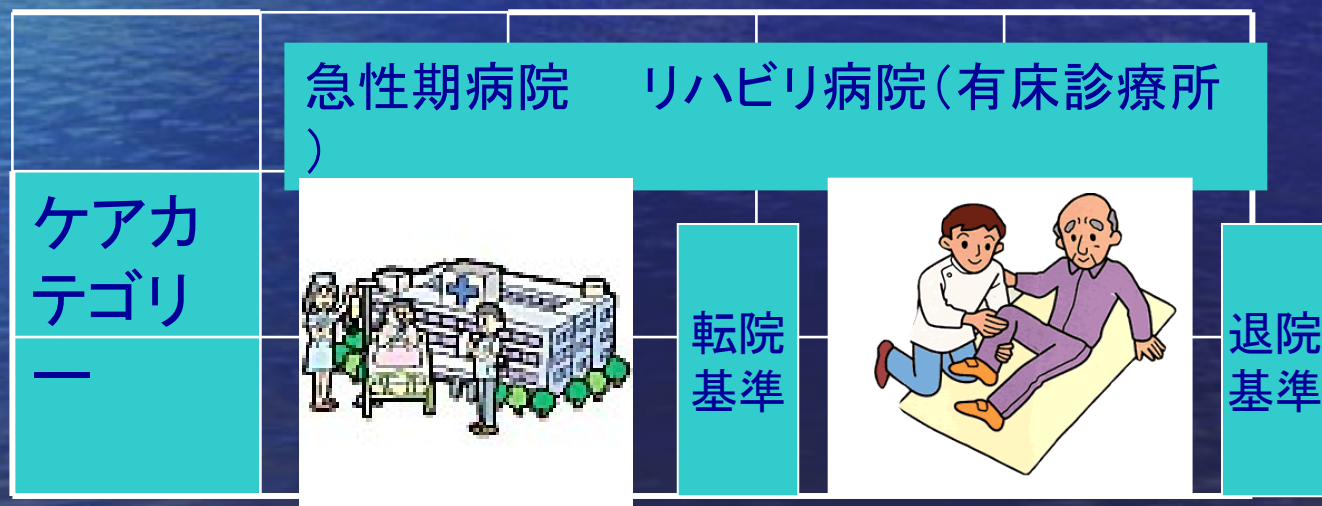 急性期病院　　リハビリ病院（有床診療所
）
ケアカ
テゴリ
ー
転院
基準
退院
基準